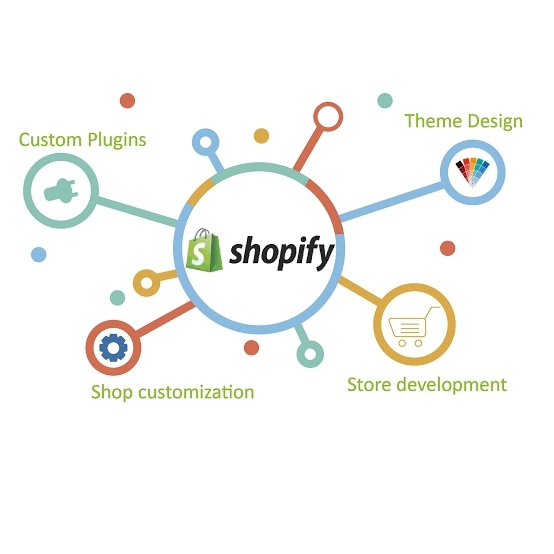 Custom Plugins
Theme Design
S shopify
Shop customization
Store development